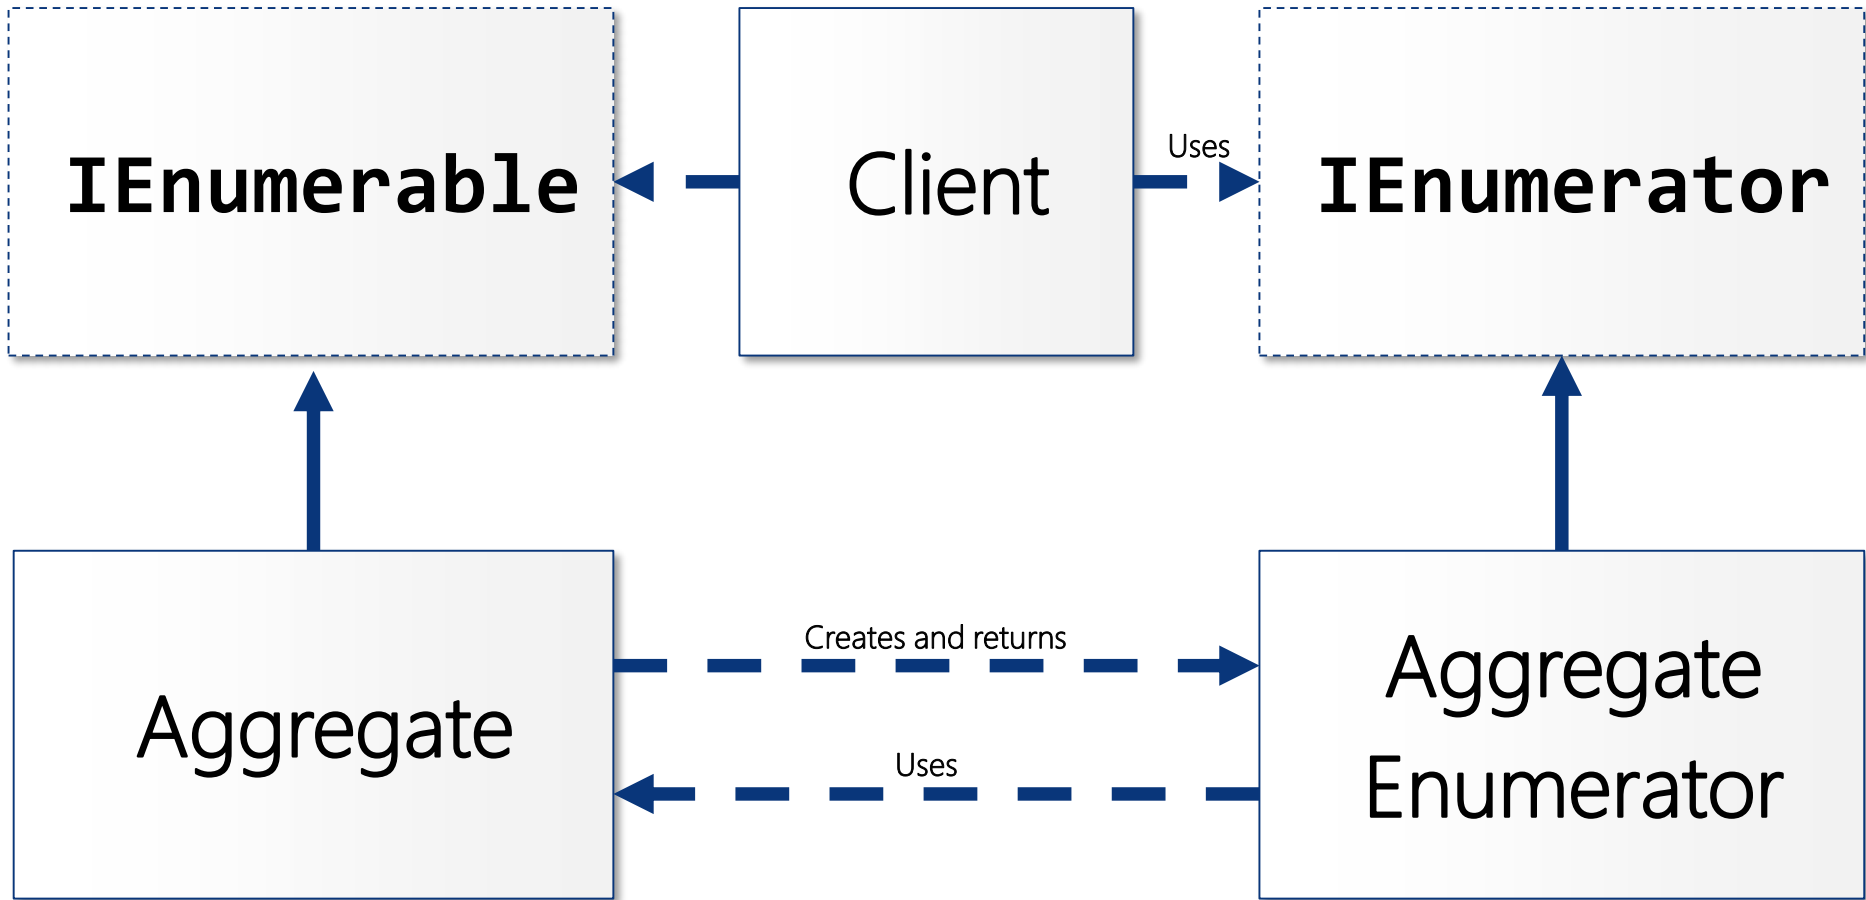 IEnumerable
Client
Uses
IEnumerator
Creates and returns
Aggregate
Uses
Aggregate
Enumerator